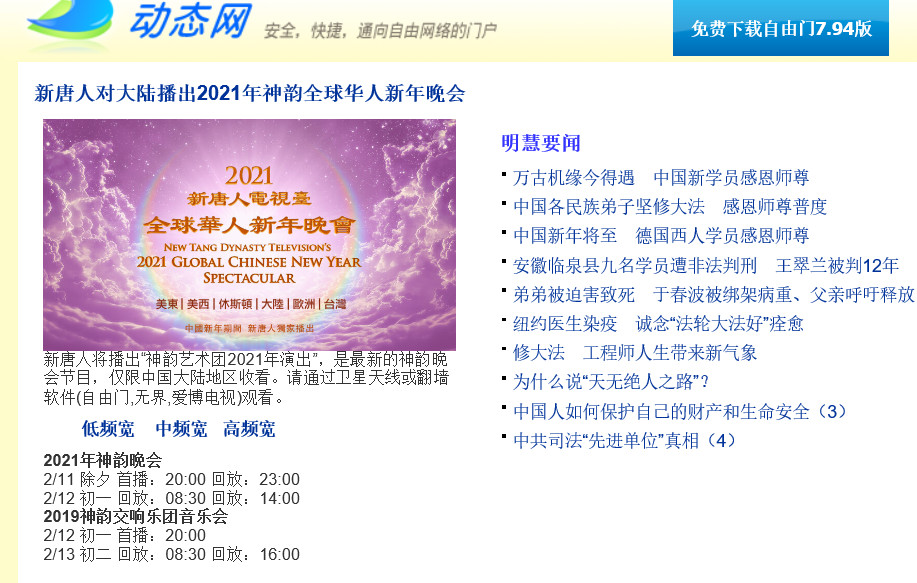 动态网 安全，快捷，通向自由网络的门户
免费下载自由门7.94版
新唐人对大陆播出2021年神韵全球华人新年晚会
2021
新唐人電視臺
全球華人新年晚會
NEW TANG DYNASTY TELEVISION'S
2021 GLOBAL CHINESE NEW YEAR
SPECTACULAR
美東 | 美西 | 休斯頓 | 大陸 | 歐洲 | 台灣
中國新年期間 新唐人獨家播出
新唐人将播出“神韵艺术团2021年演出”，是最新的神韵晚
会节目，仅限中国大陆地区收看。请通过卫星天线或翻墙
软件(自由门,无界,爱博电视)观看。
低频宽 中频宽 高频宽
2021年神韵晚会
2/11 除夕 首播：20:00 回放：23:00
2/12 初一 回放：08:30 回放：14:00
2019神韵交响乐团音乐会
2/12 初一 首播：20:00
2/13 初二 回放：08:30 回放：16:00
明慧要闻
万古机缘今得遇 中国新学员感恩师尊
中国各民族弟子坚修大法 感恩师尊普度
中国新年将至 德国西人学员感恩师尊
安徽临泉县九名学员遭非法判刑 王翠兰被判12年
弟弟被迫害致死 于春波被绑架病重、父亲呼吁释放
纽约医生染疫 诚念“法轮大法好”痊愈
修大法 工程师人生带来新气象
为什么说“天无绝人之路”？
中国人如何保护自己的财产和生命安全（3）
中共司法“先进单位”真相（4）